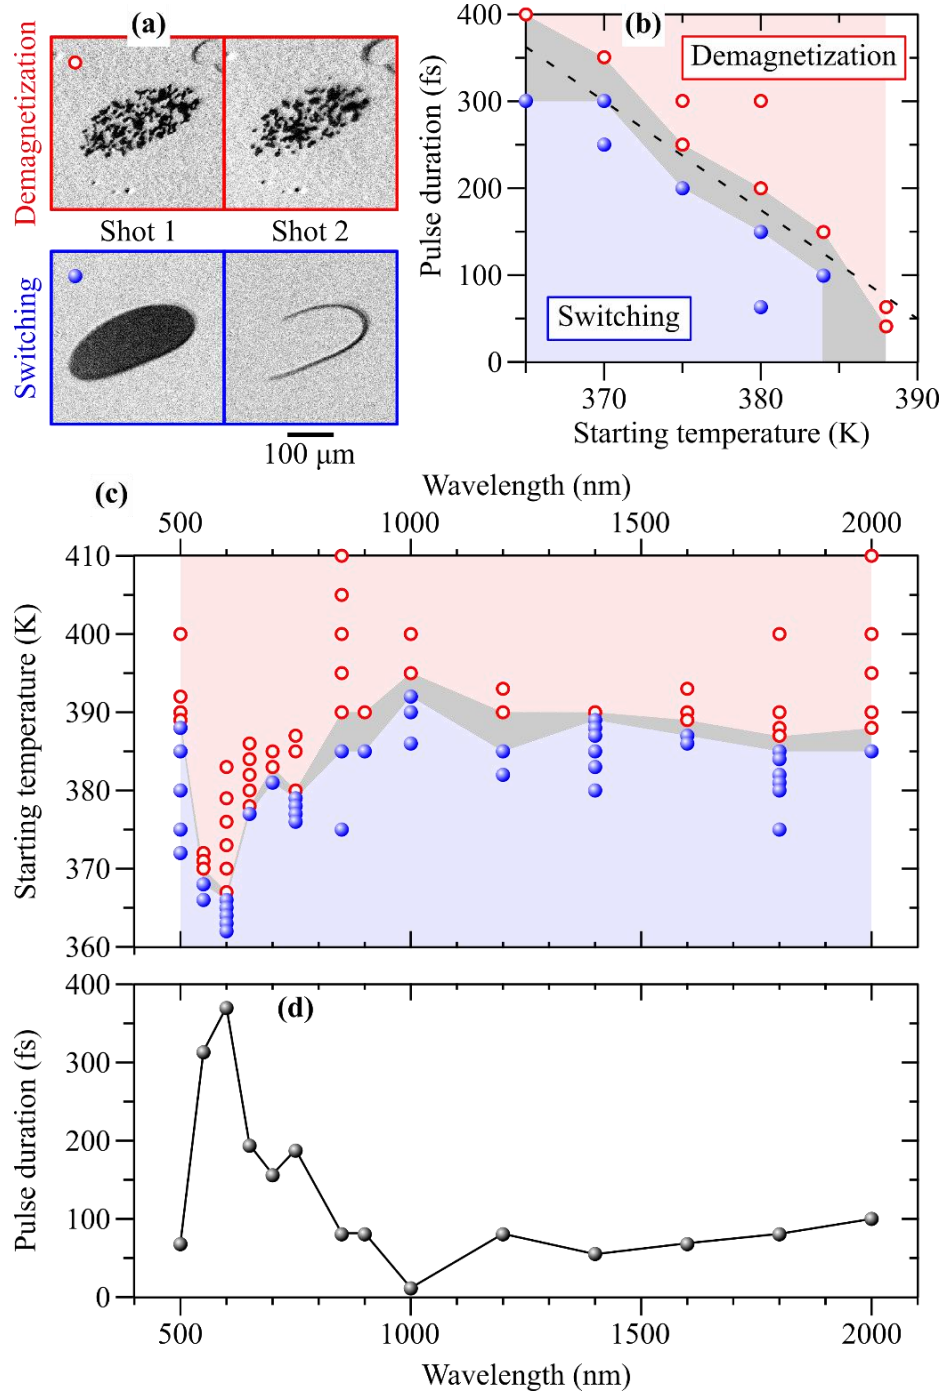 (a)
Demagnetization
Shot 1
Shot 2
Switching
100 μm
(b)
Pulse duration (fs)
400
300
200
100
0
Demagnetization
Switching
370
380
390
Starting temperature (K)
(c)
Wavelength (nm)
500
1000
1500
2000
Starting temperature (K)
410
400
390
380
370
360
(d)
Pulse duration (fs)
400
300
200
100
0
500
1000
1500
2000
Wavelength (nm)